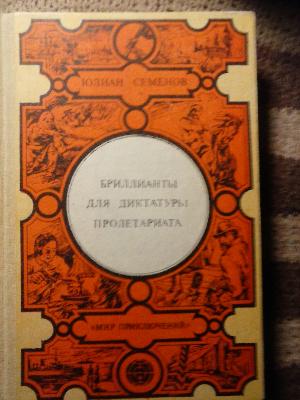 ЮЛИАН СЕМЕНОВ
БРИЛЛИАНТЫ
ДЛЯ ДИКТАТУРЫ
ПРОЛЕТАРИАТА
«МИР ПРИКЛЮЧЕНИЙ»